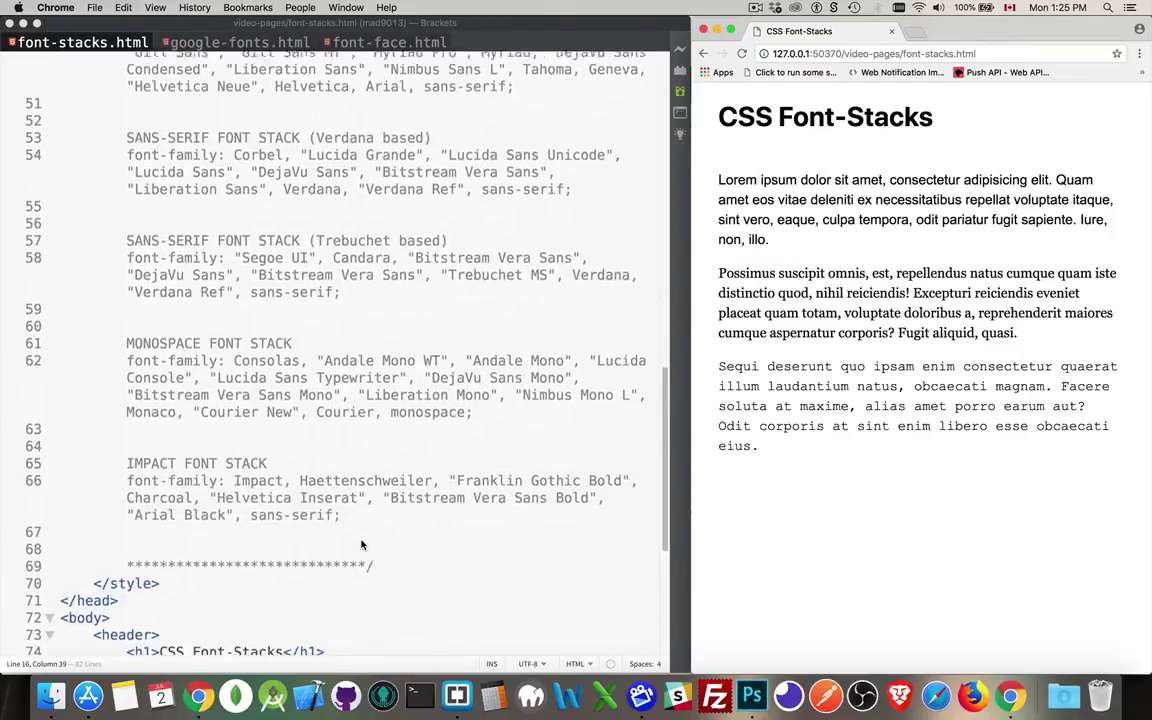 Chrome File Edit View History Bookmarks People Window Help 100% Mon 1:25 PM
video-pages/font-stacks.html (mad9013) — Brackets
font-stacks.html google-fonts.html font-face.html
Condensed", "Liberation Sans", "Nimbus Sans L", Tahoma, Geneva,
"Helvetica Neue", Helvetica, Arial, sans-serif;
51
52
53 SANS-SERIF FONT STACK (Verdana based)
54 font-family: Corbel, "Lucida Grande", "Lucida Sans Unicode",
"Lucida Sans", "DejaVu Sans", "Bitstream Vera Sans",
"Liberation Sans", Verdana, "Verdana Ref", sans-serif;
55
56
57 SANS-SERIF FONT STACK (Trebuchet based)
58 font-family: "Segoe UI", Candara, "Bitstream Vera Sans",
"DejaVu Sans", "Bitstream Vera Sans", "Trebuchet MS", Verdana,
"Verdana Ref", sans-serif;
59
60
61 MONOSPACE FONT STACK
62 font-family: Consolas, "Andale Mono WT", "Andale Mono", "Lucida
Console", "Lucida Sans Typewriter", "DejaVu Sans Mono",
"Bitstream Vera Sans Mono", "Liberation Mono", "Nimbus Mono L",
Monaco, "Courier New", Courier, monospace;
63
64
65 IMPACT FONT STACK
66 font-family: Impact, Haettenschweiler, "Franklin Gothic Bold",
Charcoal, "Helvetica Inserat", "Bitstream Vera Sans Bold",
"Arial Black", sans-serif;
67
68
69 *****************************/
70 </style>
71 </head>
72 <body>
73 <header>
74 <h1>CSS Font-Stacks</h1>
Line 16, Column 39 — 82 Lines INS UTF-8 HTML Spaces: 4
CSS Font-Stacks
127.0.0.1:50370/video-pages/font-stacks.html
Apps Click to run some s... Web Notification Im... Push API - Web API... »
CSS Font-Stacks
Lorem ipsum dolor sit amet, consectetur adipisicing elit. Quam
amet eos vitae deleniti ex necessitatibus repellat voluptate itaque,
sint vero, eaque, culpa tempora, odit pariatur fugit sapiente. Iure,
non, illo.
Possimus suscipit omnis, est, repellendus natus cumque quam iste
distinctio quod, nihil reiciendis! Excepturi reiciendis eveniet
placeat quam totam, voluptate doloribus a, reprehenderit maiores
cumque aspernatur corporis? Fugit aliquid, quasi.
Sequi deserunt quo ipsam enim consectetur quaerat
illum laudantium natus, obcaecati magnam. Facere
soluta at maxime, alias amet porro earum aut?
Odit corporis at sint enim libero esse obcaecati
eius.